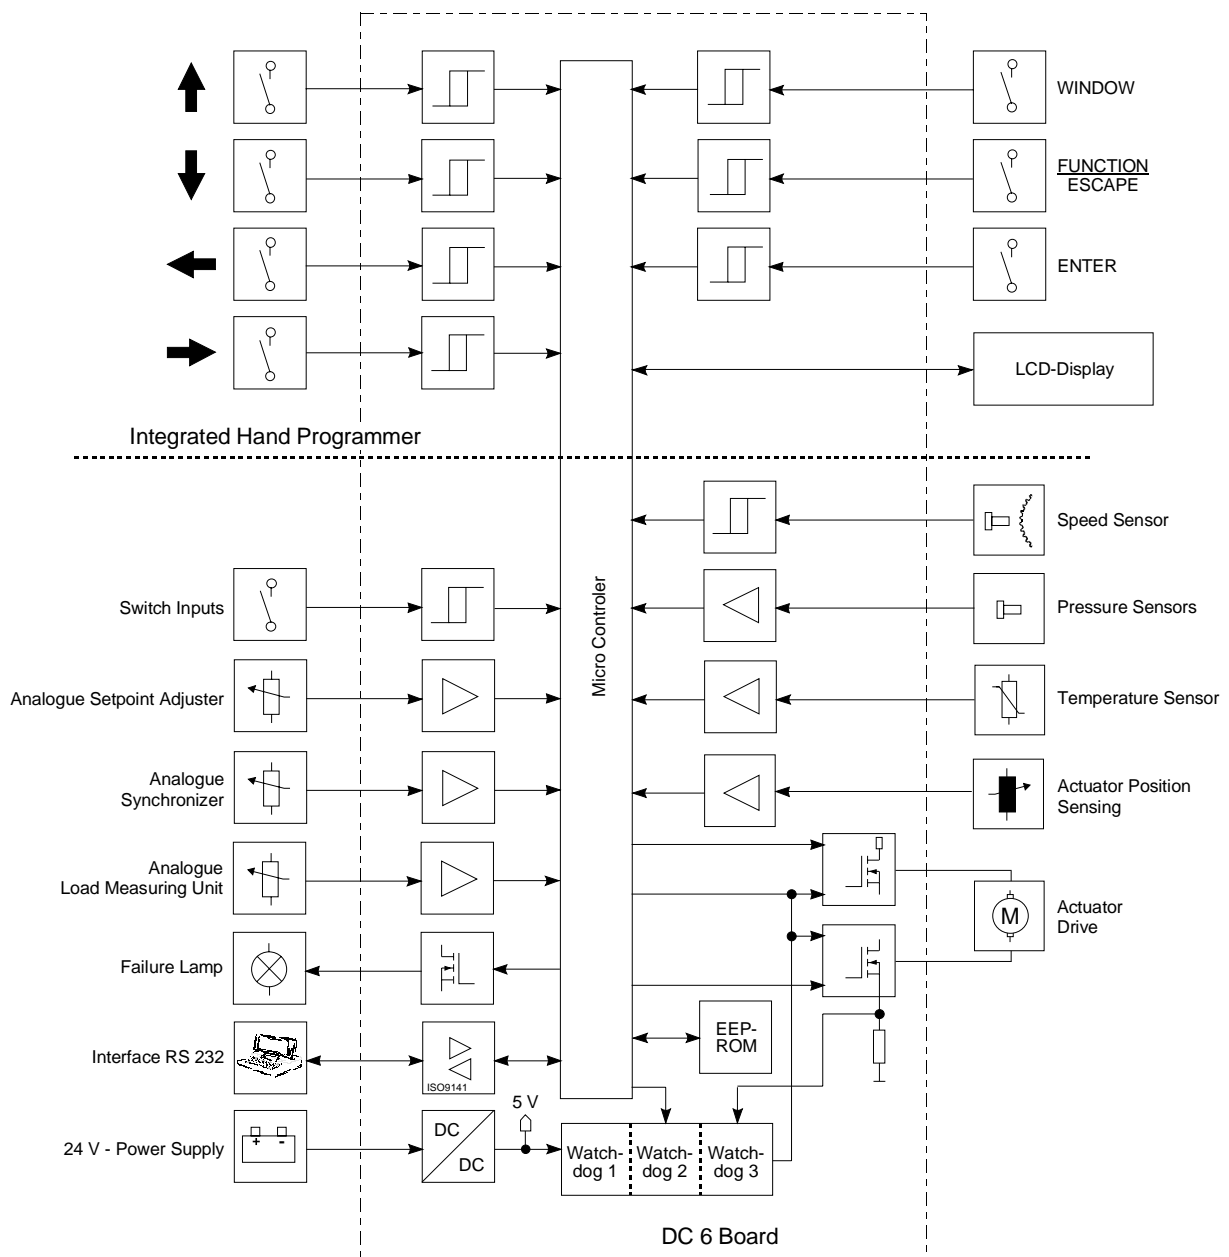 WINDOW
FUNCTION
ESCAPE
ENTER
LCD-Display
Integrated Hand Programmer
Micro Controler
Speed Sensor
Switch Inputs
Pressure Sensors
Analogue Setpoint Adjuster
Temperature Sensor
Analogue
Synchronizer
Actuator Position
Sensing
Analogue
Load Measuring Unit
M
Actuator
Drive
Failure Lamp
EEP-
ROM
Interface RS 232
ISO9141
5 V
24 V - Power Supply
+ -
DC
DC
Watch-
dog 1
Watch-
dog 2
Watch-
dog 3
DC 6 Board